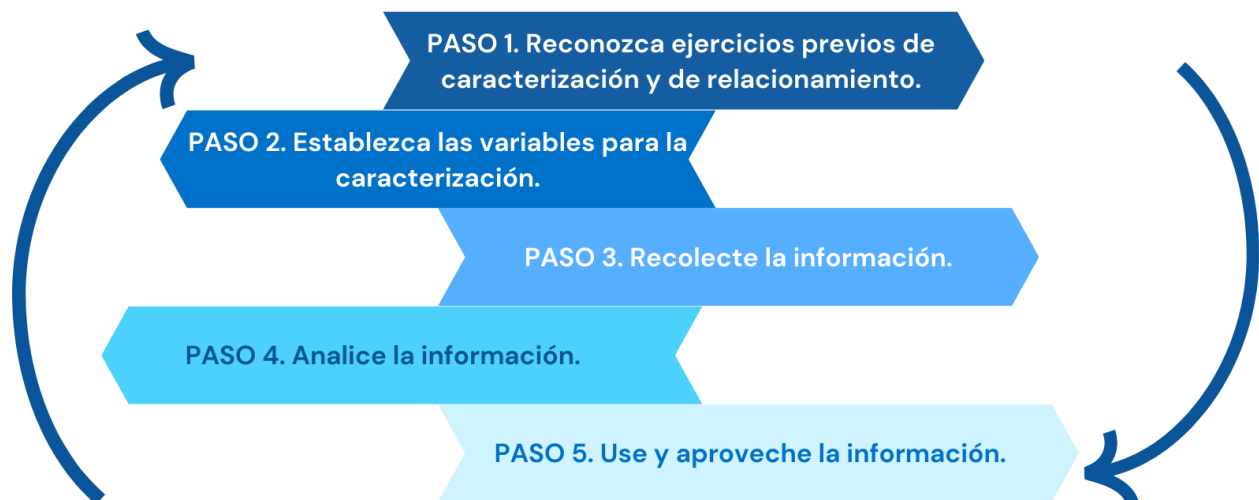 PASO 1. Reconozca ejercicios previos de
caracterización y de relacionamiento.
PASO 2. Establezca las variables para la
caracterización.
PASO 3. Recolecte la información.
PASO 4. Analice la información.
PASO 5. Use y aproveche la información.